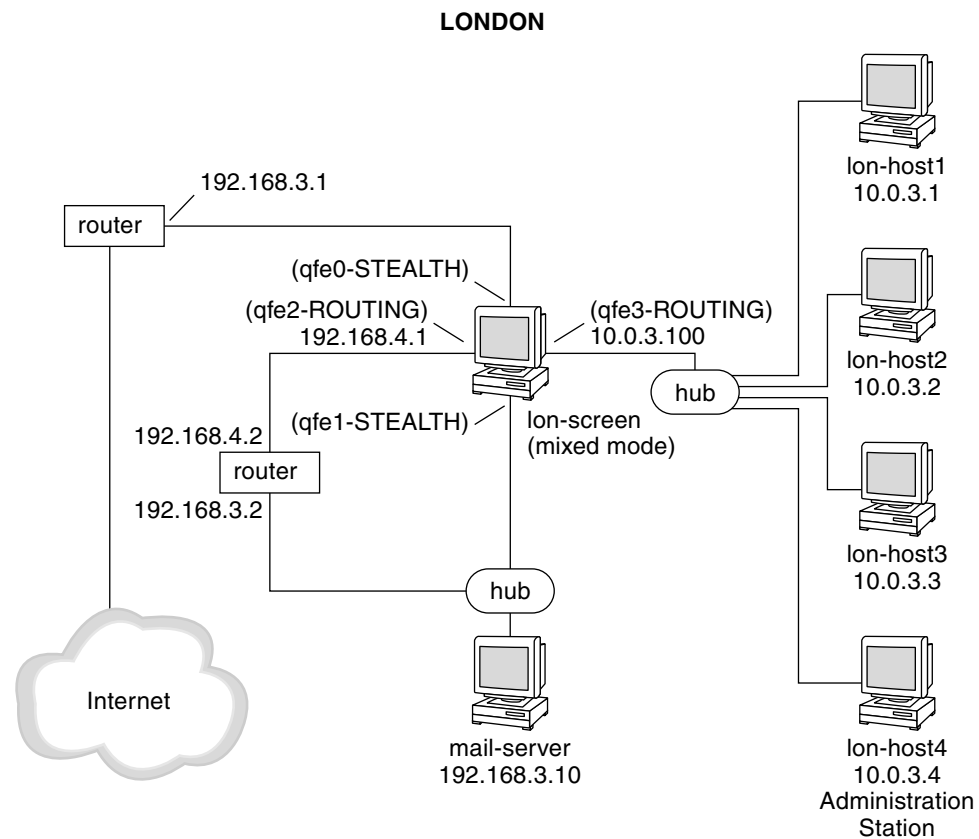 LONDON
192.168.3.1
router
(qfe0-STEALTH)
(qfe2-ROUTING)
192.168.4.1
(qfe3-ROUTING)
10.0.3.100
hub
lon-screen
(mixed mode)
(qfe1-STEALTH)
192.168.4.2
router
192.168.3.2
hub
Internet
mail-server
192.168.3.10
lon-host1
10.0.3.1
lon-host2
10.0.3.2
lon-host3
10.0.3.3
lon-host4
10.0.3.4
Administration
Station